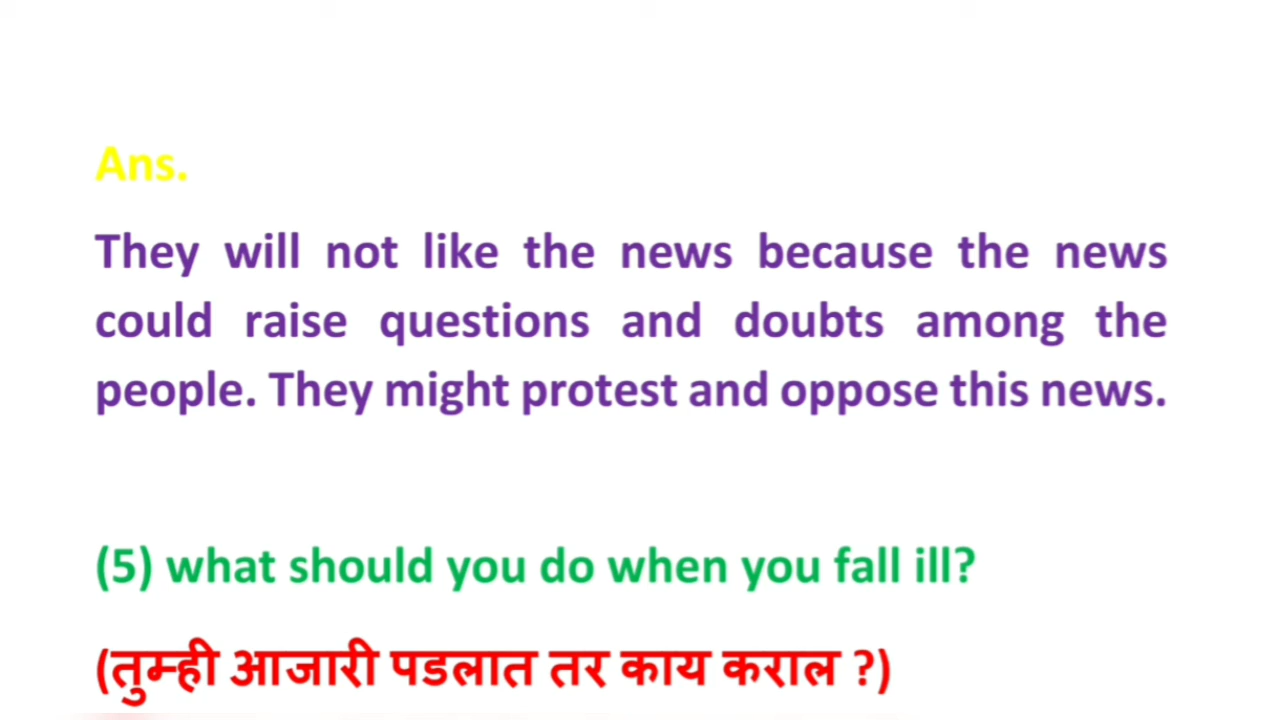 Ans.
They will not like the news because the news
could raise questions and doubts among the
people. They might protest and oppose this news.
(5) what should you do when you fall ill?
(तुम्ही आजारी पडलात तर काय कराल ?)